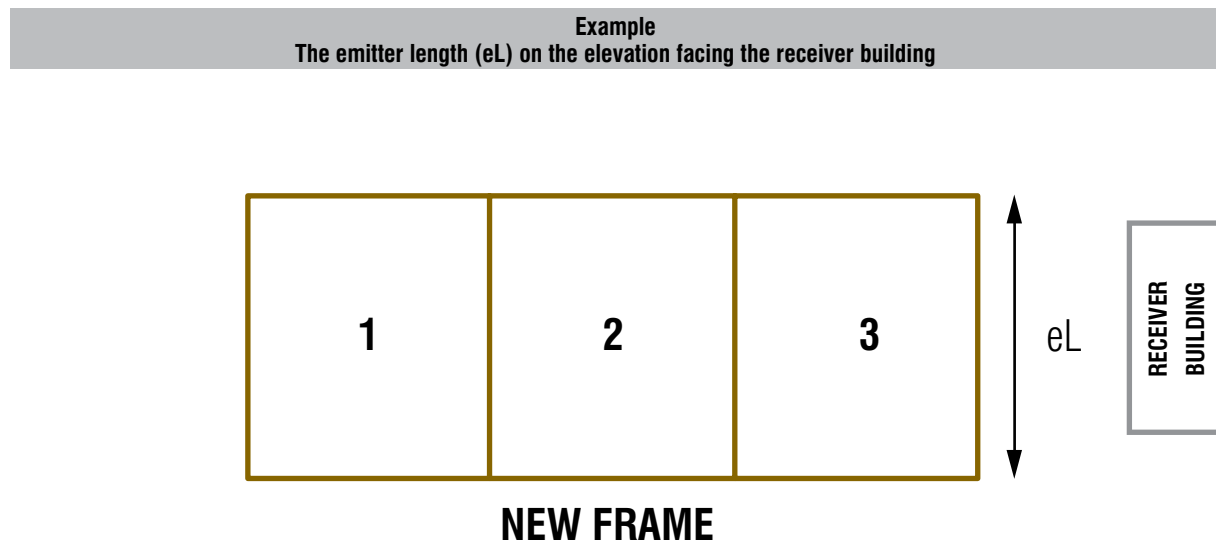 Example
The emitter length (eL) on the elevation facing the receiver building
1
2
3
eL
RECEIVER
BUILDING
NEW FRAME